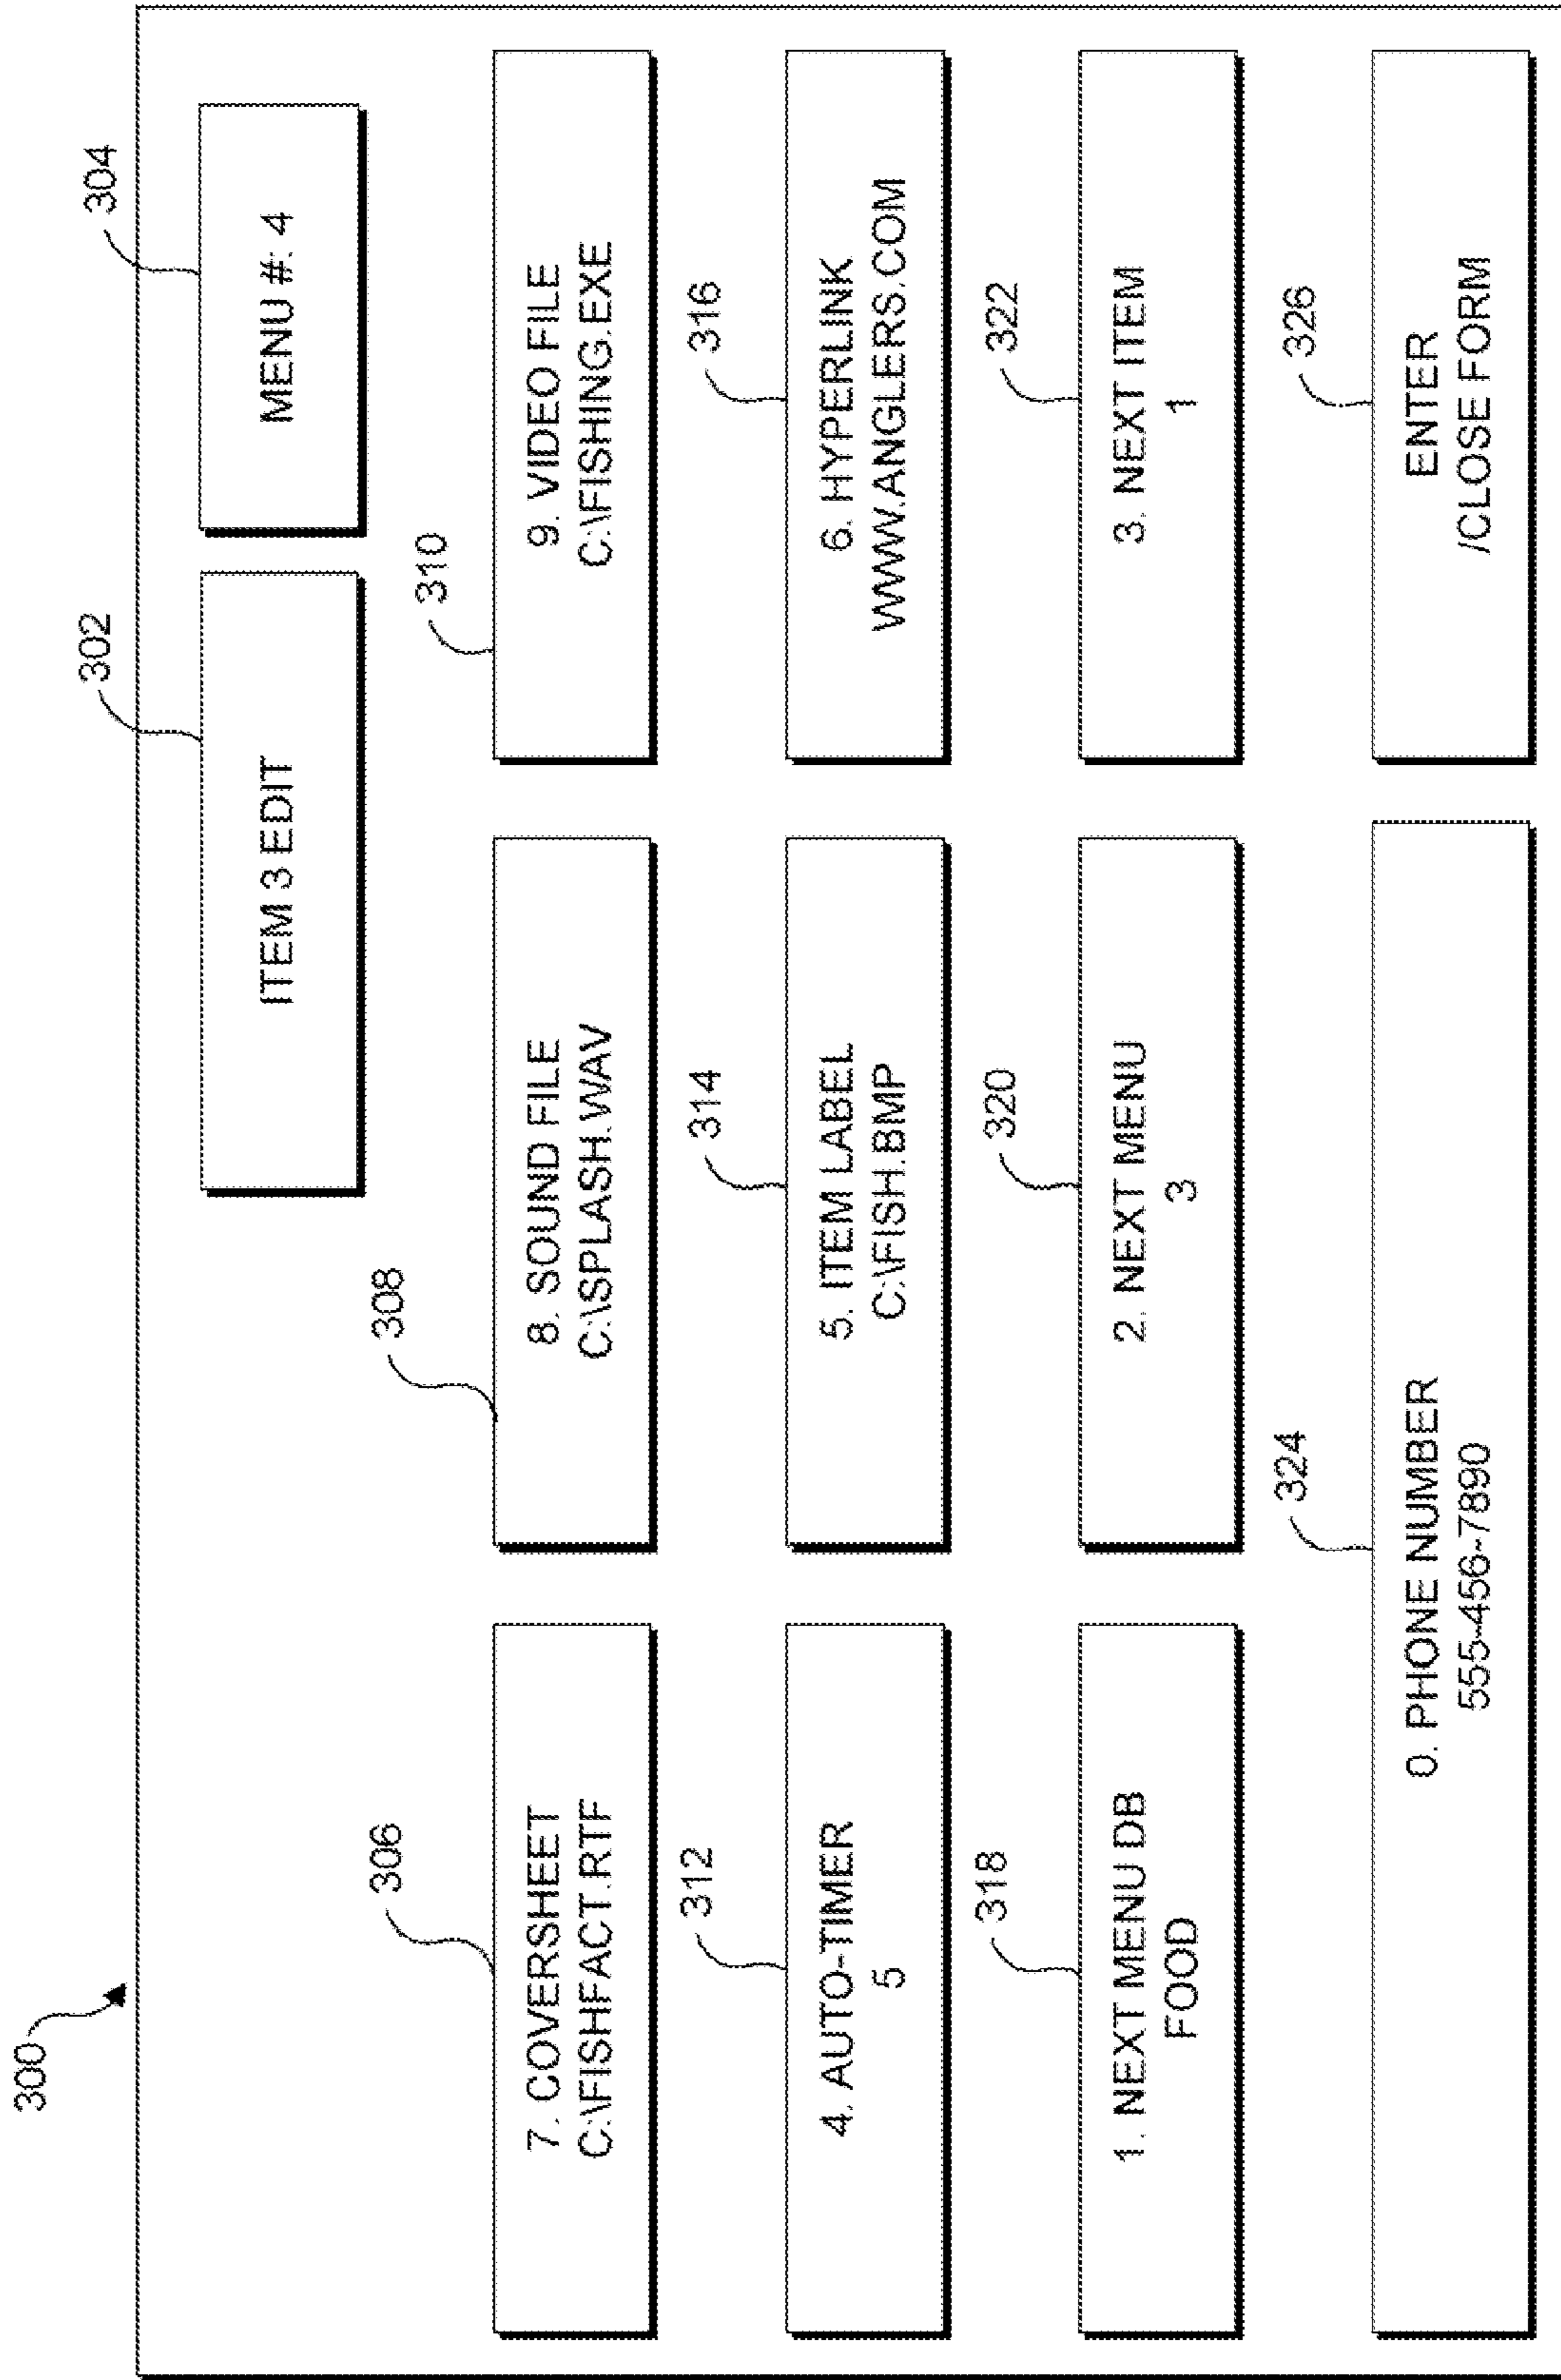 300
302
304
ITEM 3 EDIT
MENU #: 4
306
308
310
7. COVERSHEET
C:\FISHFACT.RTF
8. SOUND FILE
C:\SPLASH.WAV
9. VIDEO FILE
C:\FISHING.EXE
312
314
316
4. AUTO-TIMER
5
5. ITEM LABEL
C:\FISH.BMP
6. HYPERLINK
WWW.ANGLERS.COM
318
320
322
1. NEXT MENU DB
FOOD
2. NEXT MENU
3
3. NEXT ITEM
1
324
326
0. PHONE NUMBER
555-456-7890
ENTER
/CLOSE FORM